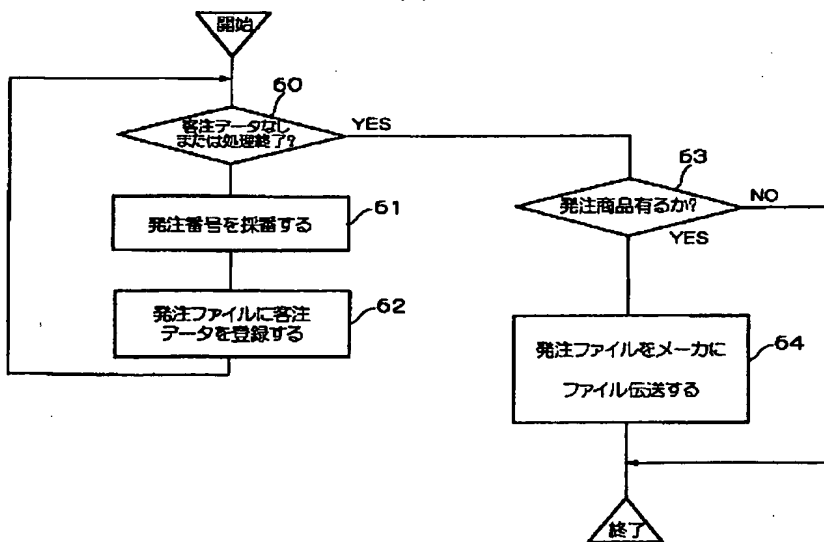 開始
60
客注データなし
または処理終了?
YES
61
発注番号を採番する
62
発注ファイルに客注
データを登録する
63
発注商品有るか?
NO
YES
64
発注ファイルをメーカに
ファイル伝送する
終了